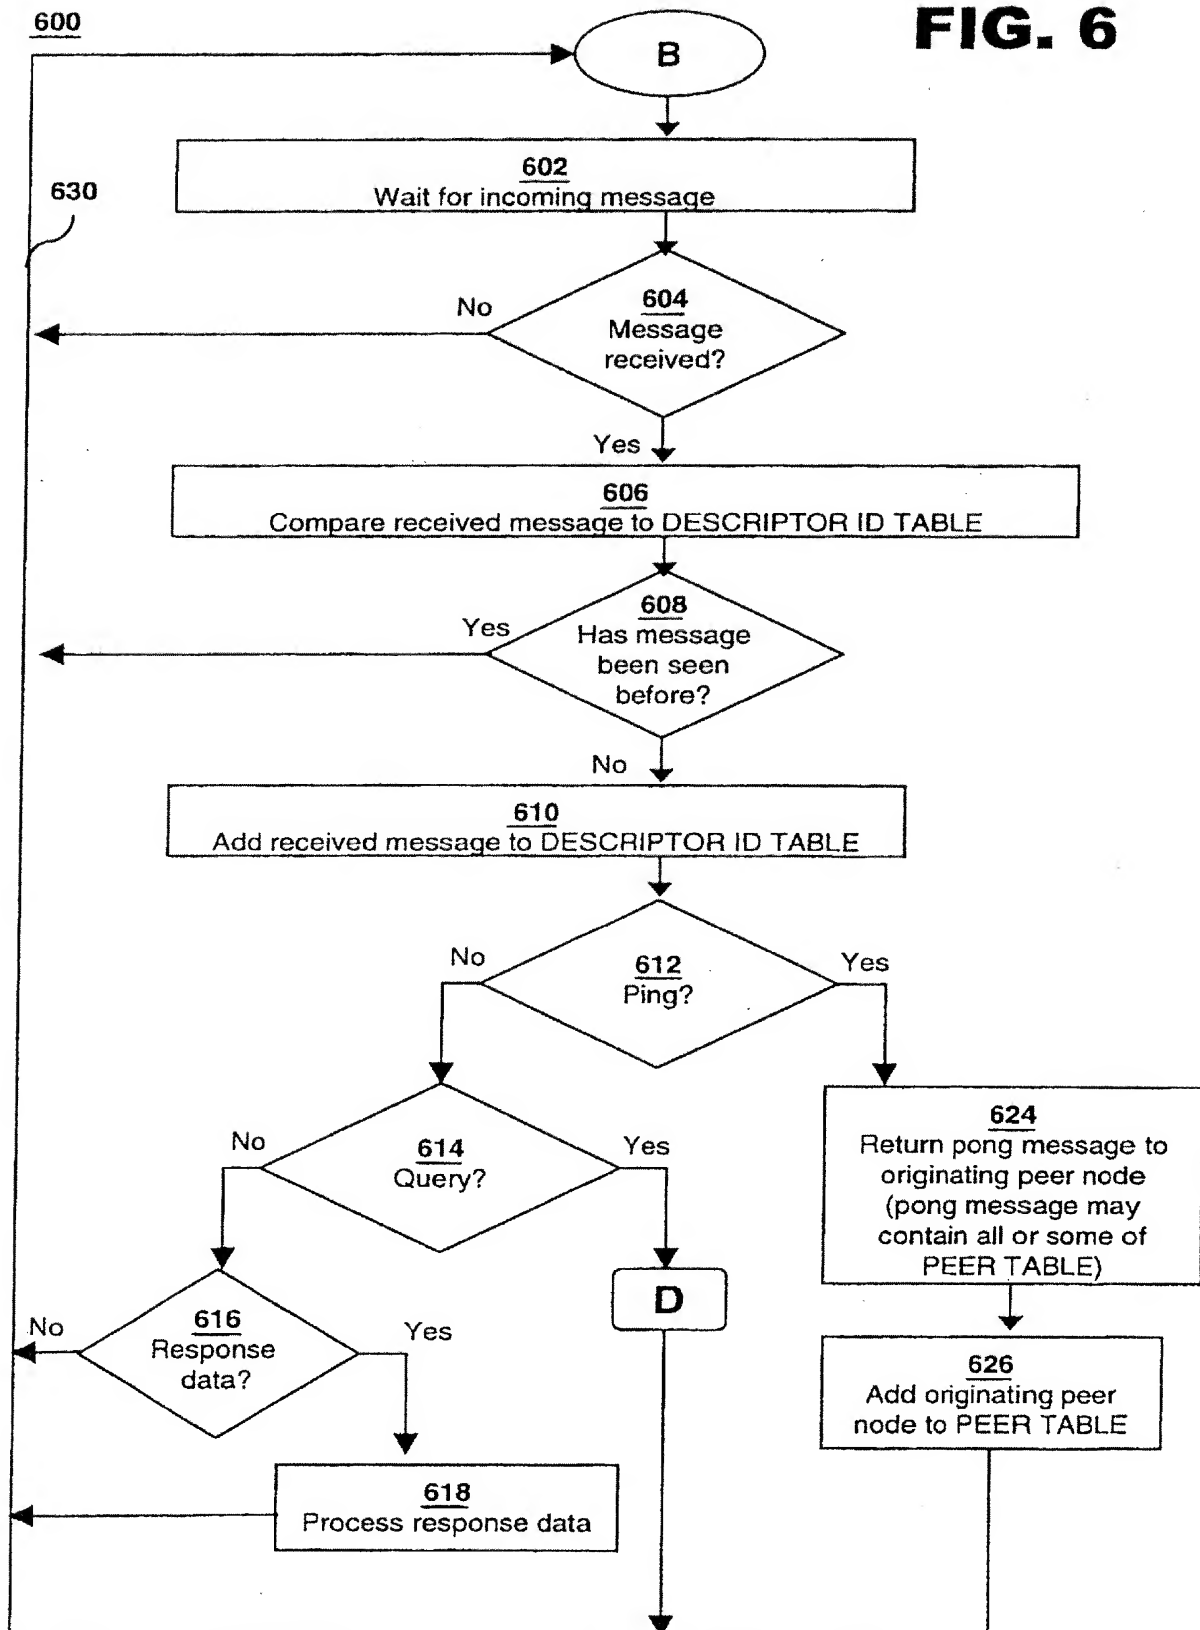 600
FIG. 6
B
602
Wait for incoming message
630
No
604
Message
received?
Yes
606
Compare received message to DESCRIPTOR ID TABLE
Yes
608
Has message
been seen
before?
No
610
Add received message to DESCRIPTOR ID TABLE
No
612
Ping?
Yes
No
614
Query?
Yes
624
Return pong message to
originating peer node
(pong message may
contain all or some of
PEER TABLE)
D
No
616
Response
data?
Yes
626
Add originating peer
node to PEER TABLE
618
Process response data